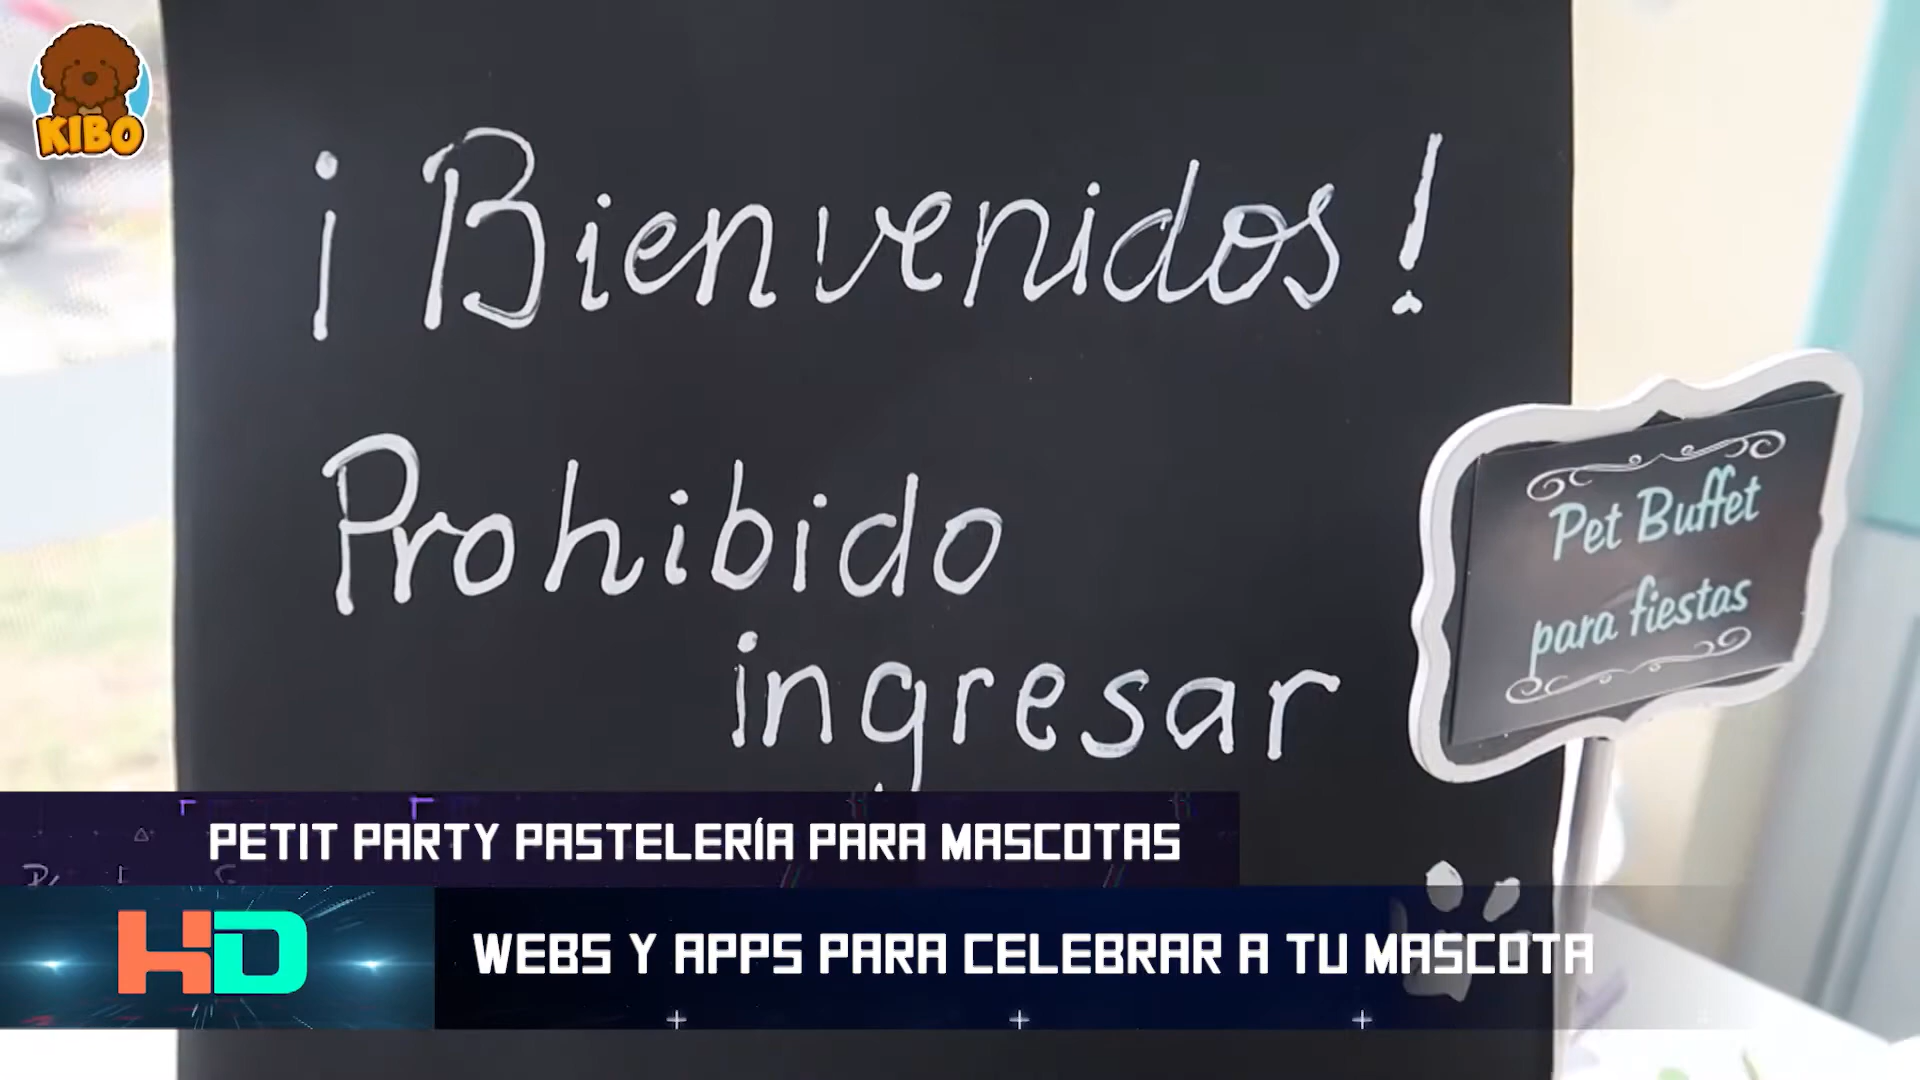 KIBO
¡Bienvenidos!
Prohibido
ingresar
Pet Buffet
para fiestas
PETIT PARTY PASTELERÍA PARA MASCOTAS
HD
WEBS Y APPS PARA CELEBRAR A TU MASCOTA